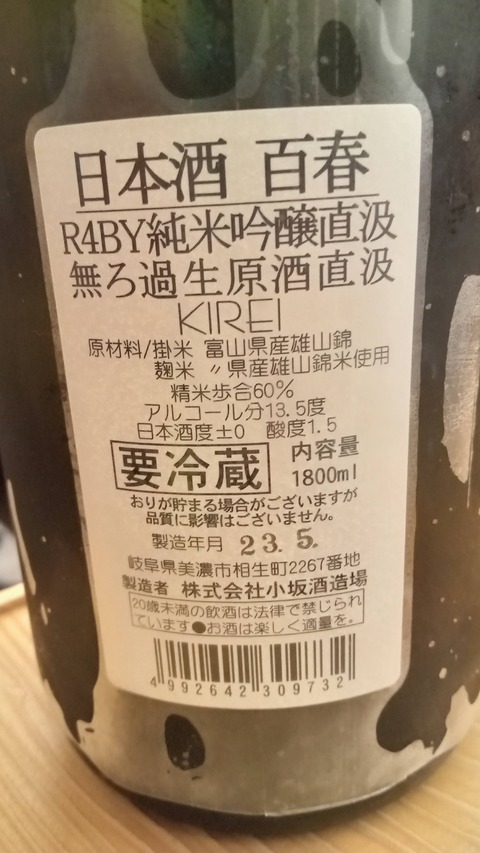 日本酒 百春
R4BY純米吟醸直汲
無ろ過生原酒直汲
KIREI
原材料/掛米 富山県産雄山錦
麹米 〃県産雄山錦米使用
精米歩合60%
アルコール分13.5度
日本酒度±0 酸度1.5
要冷蔵 内容量
1800ml
おりが貯まる場合がございますが
品質に影響はございません。
製造年月 23.5.
岐阜県美濃市相生町2267番地
製造者 株式会社小坂酒造場
20歳未満の飲酒は法律で禁じられ
ています●お酒は楽しく適量を。
4 992642 309732